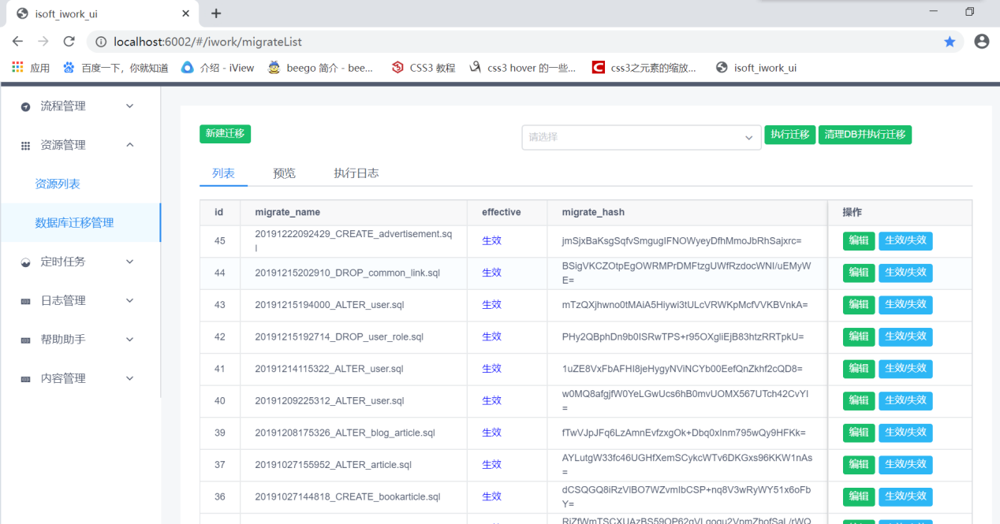 isoft_iwork_ui
localhost:6002/#/iwork/migrateList
应用 百度一下，你就知道 介绍 - iView beego 简介 - bee... CSS3 教程 css3 hover 的一些... css3之元素的缩放... isoft_iwork_ui
流程管理
资源管理
资源列表
数据库迁移管理
定时任务
日志管理
帮助助手
内容管理
新建迁移 请选择 执行迁移 清理DB并执行迁移
列表 预览 执行日志
id migrate_name effective migrate_hash 操作
45 20191222092429_CREATE_advertisement.sq
l 生效 jmSjxBaKsgSqfvSmgugIFNOWyeyDfhMmoJbRhSajxrc= 编辑 生效/失效
44 20191215202910_DROP_common_link.sql 生效 BSigVKCZOtpEgOWRMPrDMFtzgUWfRzdocWNI/uEMyW
E= 编辑 生效/失效
43 20191215194000_ALTER_user.sql 生效 mTzQXjhwno0tMAiA5Hiywi3tULcVRWKpMcfVVKBVnkA= 编辑 生效/失效
42 20191215192714_DROP_user_role.sql 生效 PHy2QBphDn9b0ISRwTPS+r95OXgliEjB83htzRRTpkU= 编辑 生效/失效
41 20191214115322_ALTER_user.sql 生效 1uZE8VxFbAFHI8jeHygyNViNCYb00EefQnZkhf2cQD8= 编辑 生效/失效
40 20191209225312_ALTER_user.sql 生效 w0MQ8afgjfW0YeLGwUcs6hB0mvUOMX567UTch42CvYI
= 编辑 生效/失效
39 20191208175326_ALTER_blog_article.sql 生效 fTwVJpJFq6LzAmnEvfzxgOk+Dbq0xInm795wQy9HFKk= 编辑 生效/失效
37 20191027155952_ALTER_article.sql 生效 AYLutgW33fc46UGHfXemSCykcWTv6DKGxs96KKW1nAs
= 编辑 生效/失效
36 20191027144818_CREATE_bookarticle.sql 生效 dCSQGQ8iRzVlBO7WZvmIbCSP+nq8V3wRyWY51x6oFb
Y= 编辑 生效/失效